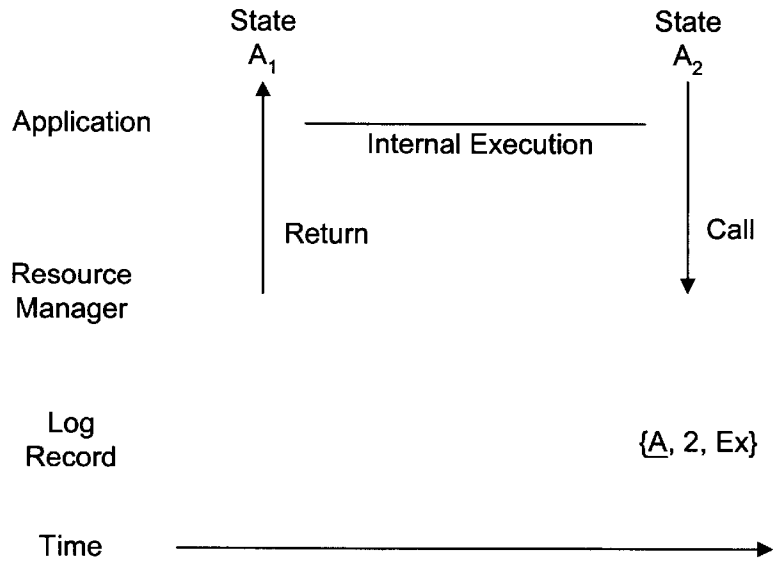 State
A1
State
A2
Application
Internal Execution
Return
Call
Resource
Manager
Log
Record
{A, 2, Ex}
Time